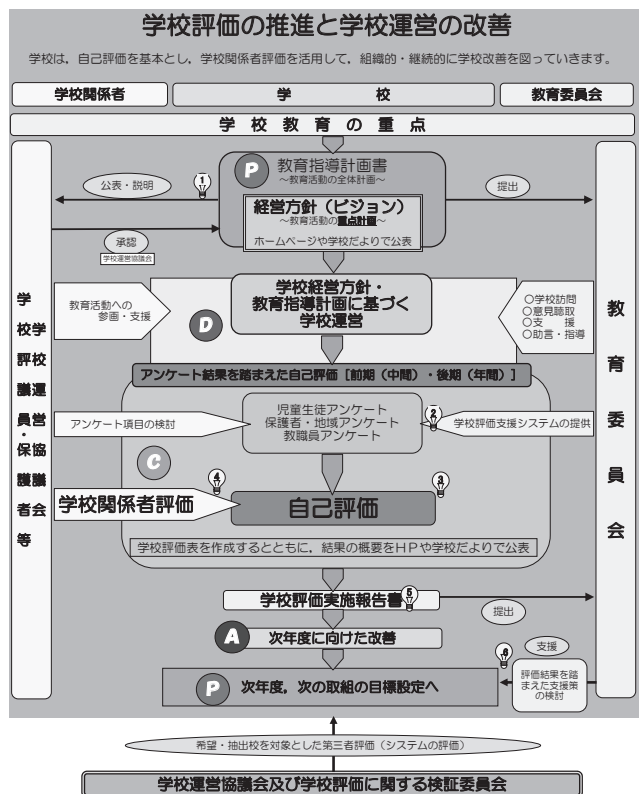 学校評価の推進と学校運営の改善
学校は，自己評価を基本とし，学校関係者評価を活用して，組織的・継続的に学校改善を図っていきます。
学校関係者
学　校
教育委員会
学校教育の重点
P
教育指導計画書
～教育活動の全体計画～
経営方針（ビジョン）
～教育活動の重点計画～
ホームページや学校だよりで公表
公表・説明
1
提出
承認
学校運営協議会
学校運営協議会
学校評議員・保護者等
教育委員会
教育活動への
参画・支援
D
学校経営方針・
教育指導計画に基づく
学校運営
○学校訪問
○意見聴取
○支　援
○助言・指導
アンケート結果を踏まえた自己評価［前期（中間）・後期（年間）］
アンケート項目の検討
児童生徒アンケート
保護者・地域アンケート
教職員アンケート
2
学校評価支援システムの提供
C
4
学校関係者評価
3
自己評価
学校評価表を作成するとともに，結果の概要をＨＰや学校だよりで公表
学校評価実施報告書
5
提出
A
次年度に向けた改善
6
支援
P
次年度，次の取組の目標設定へ
評価結果を踏
まえた支援策
の検討
希望・抽出校を対象とした第三者評価（システムの評価）
学校運営協議会及び学校評価に関する検証委員会